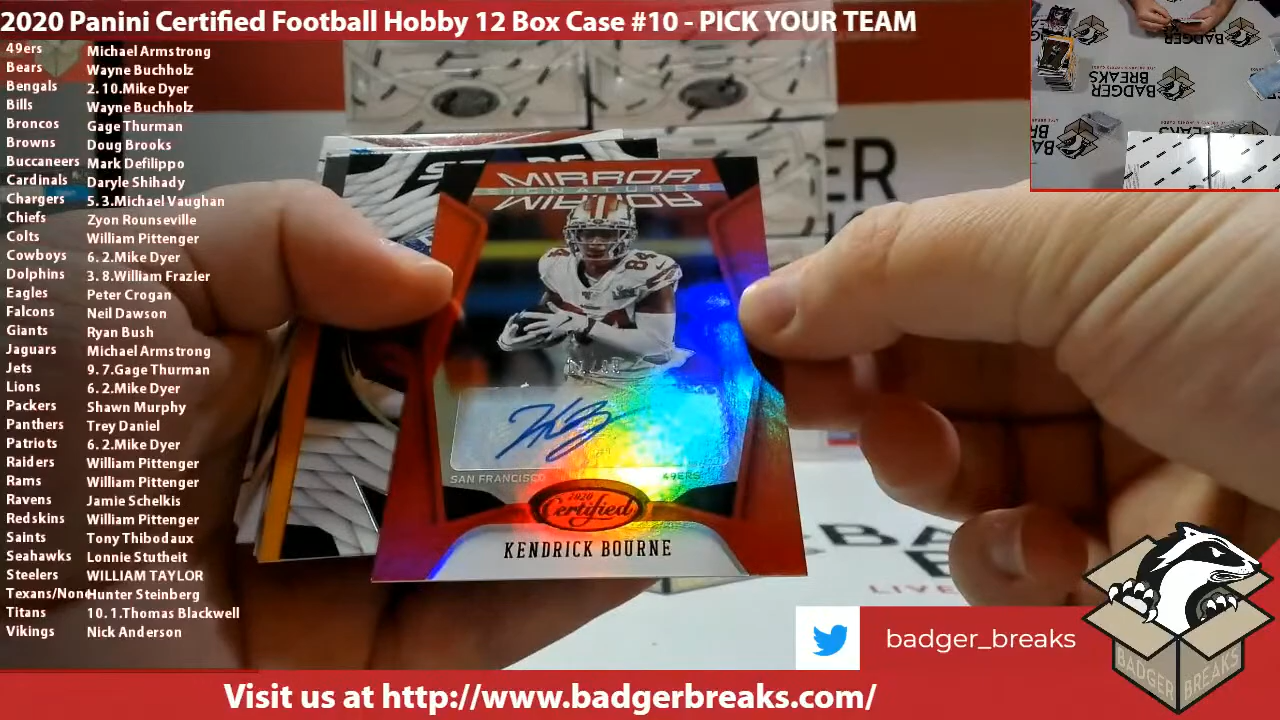 2020 Panini Certified Football Hobby 12 Box Case #10 - PICK YOUR TEAM
49ers Michael Armstrong
Bears Wayne Buchholz
Bengals 2. 10.Mike Dyer
Bills Wayne Buchholz
Broncos Gage Thurman
Browns Doug Brooks
Buccaneers Mark Defilippo
Cardinals Daryle Shihady
Chargers 5. 3.Michael Vaughan
Chiefs Zyon Rounseville
Colts William Pittenger
Cowboys 6. 2.Mike Dyer
Dolphins 3. 8.William Frazier
Eagles Peter Crogan
Falcons Neil Dawson
Giants Ryan Bush
Jaguars Michael Armstrong
Jets 9. 7.Gage Thurman
Lions 6. 2.Mike Dyer
Packers Shawn Murphy
Panthers Trey Daniel
Patriots 6. 2.Mike Dyer
Raiders William Pittenger
Rams William Pittenger
Ravens Jamie Schelkis
Redskins William Pittenger
Saints Tony Thibodaux
Seahawks Lonnie Stutheit
Steelers WILLIAM TAYLOR
Texans/Non Hunter Steinberg
Titans 10. 1.Thomas Blackwell
Vikings Nick Anderson
MIRROR
SIGNATURES
MIRROR
84
SAN FRANCISCO 49ERS
2020
Certified
KENDRICK BOURNE
BADGER
BREAKS
badger_breaks
BADGER BREAKS
Visit us at http://www.badgerbreaks.com/